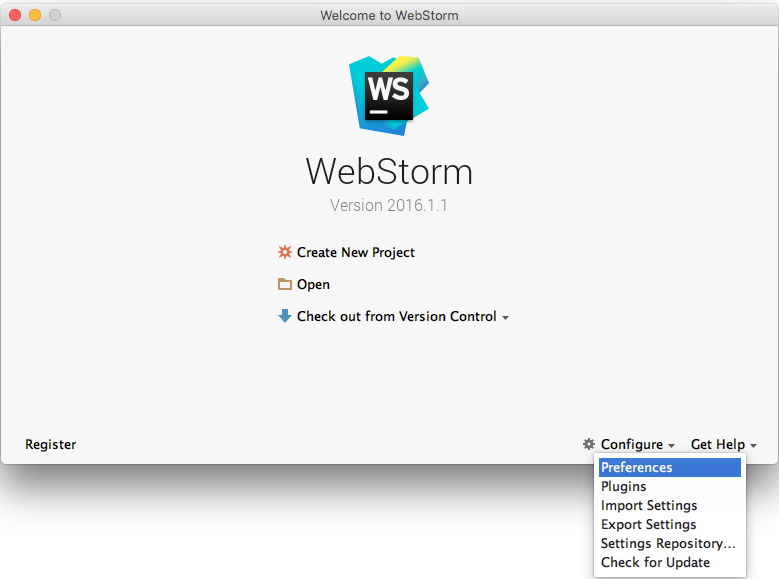 Welcome to WebStorm
WS
WebStorm
Version 2016.1.1
Create New Project
Open
Check out from Version Control
Register
Configure
Get Help
Preferences
Plugins
Import Settings
Export Settings
Settings Repository...
Check for Update